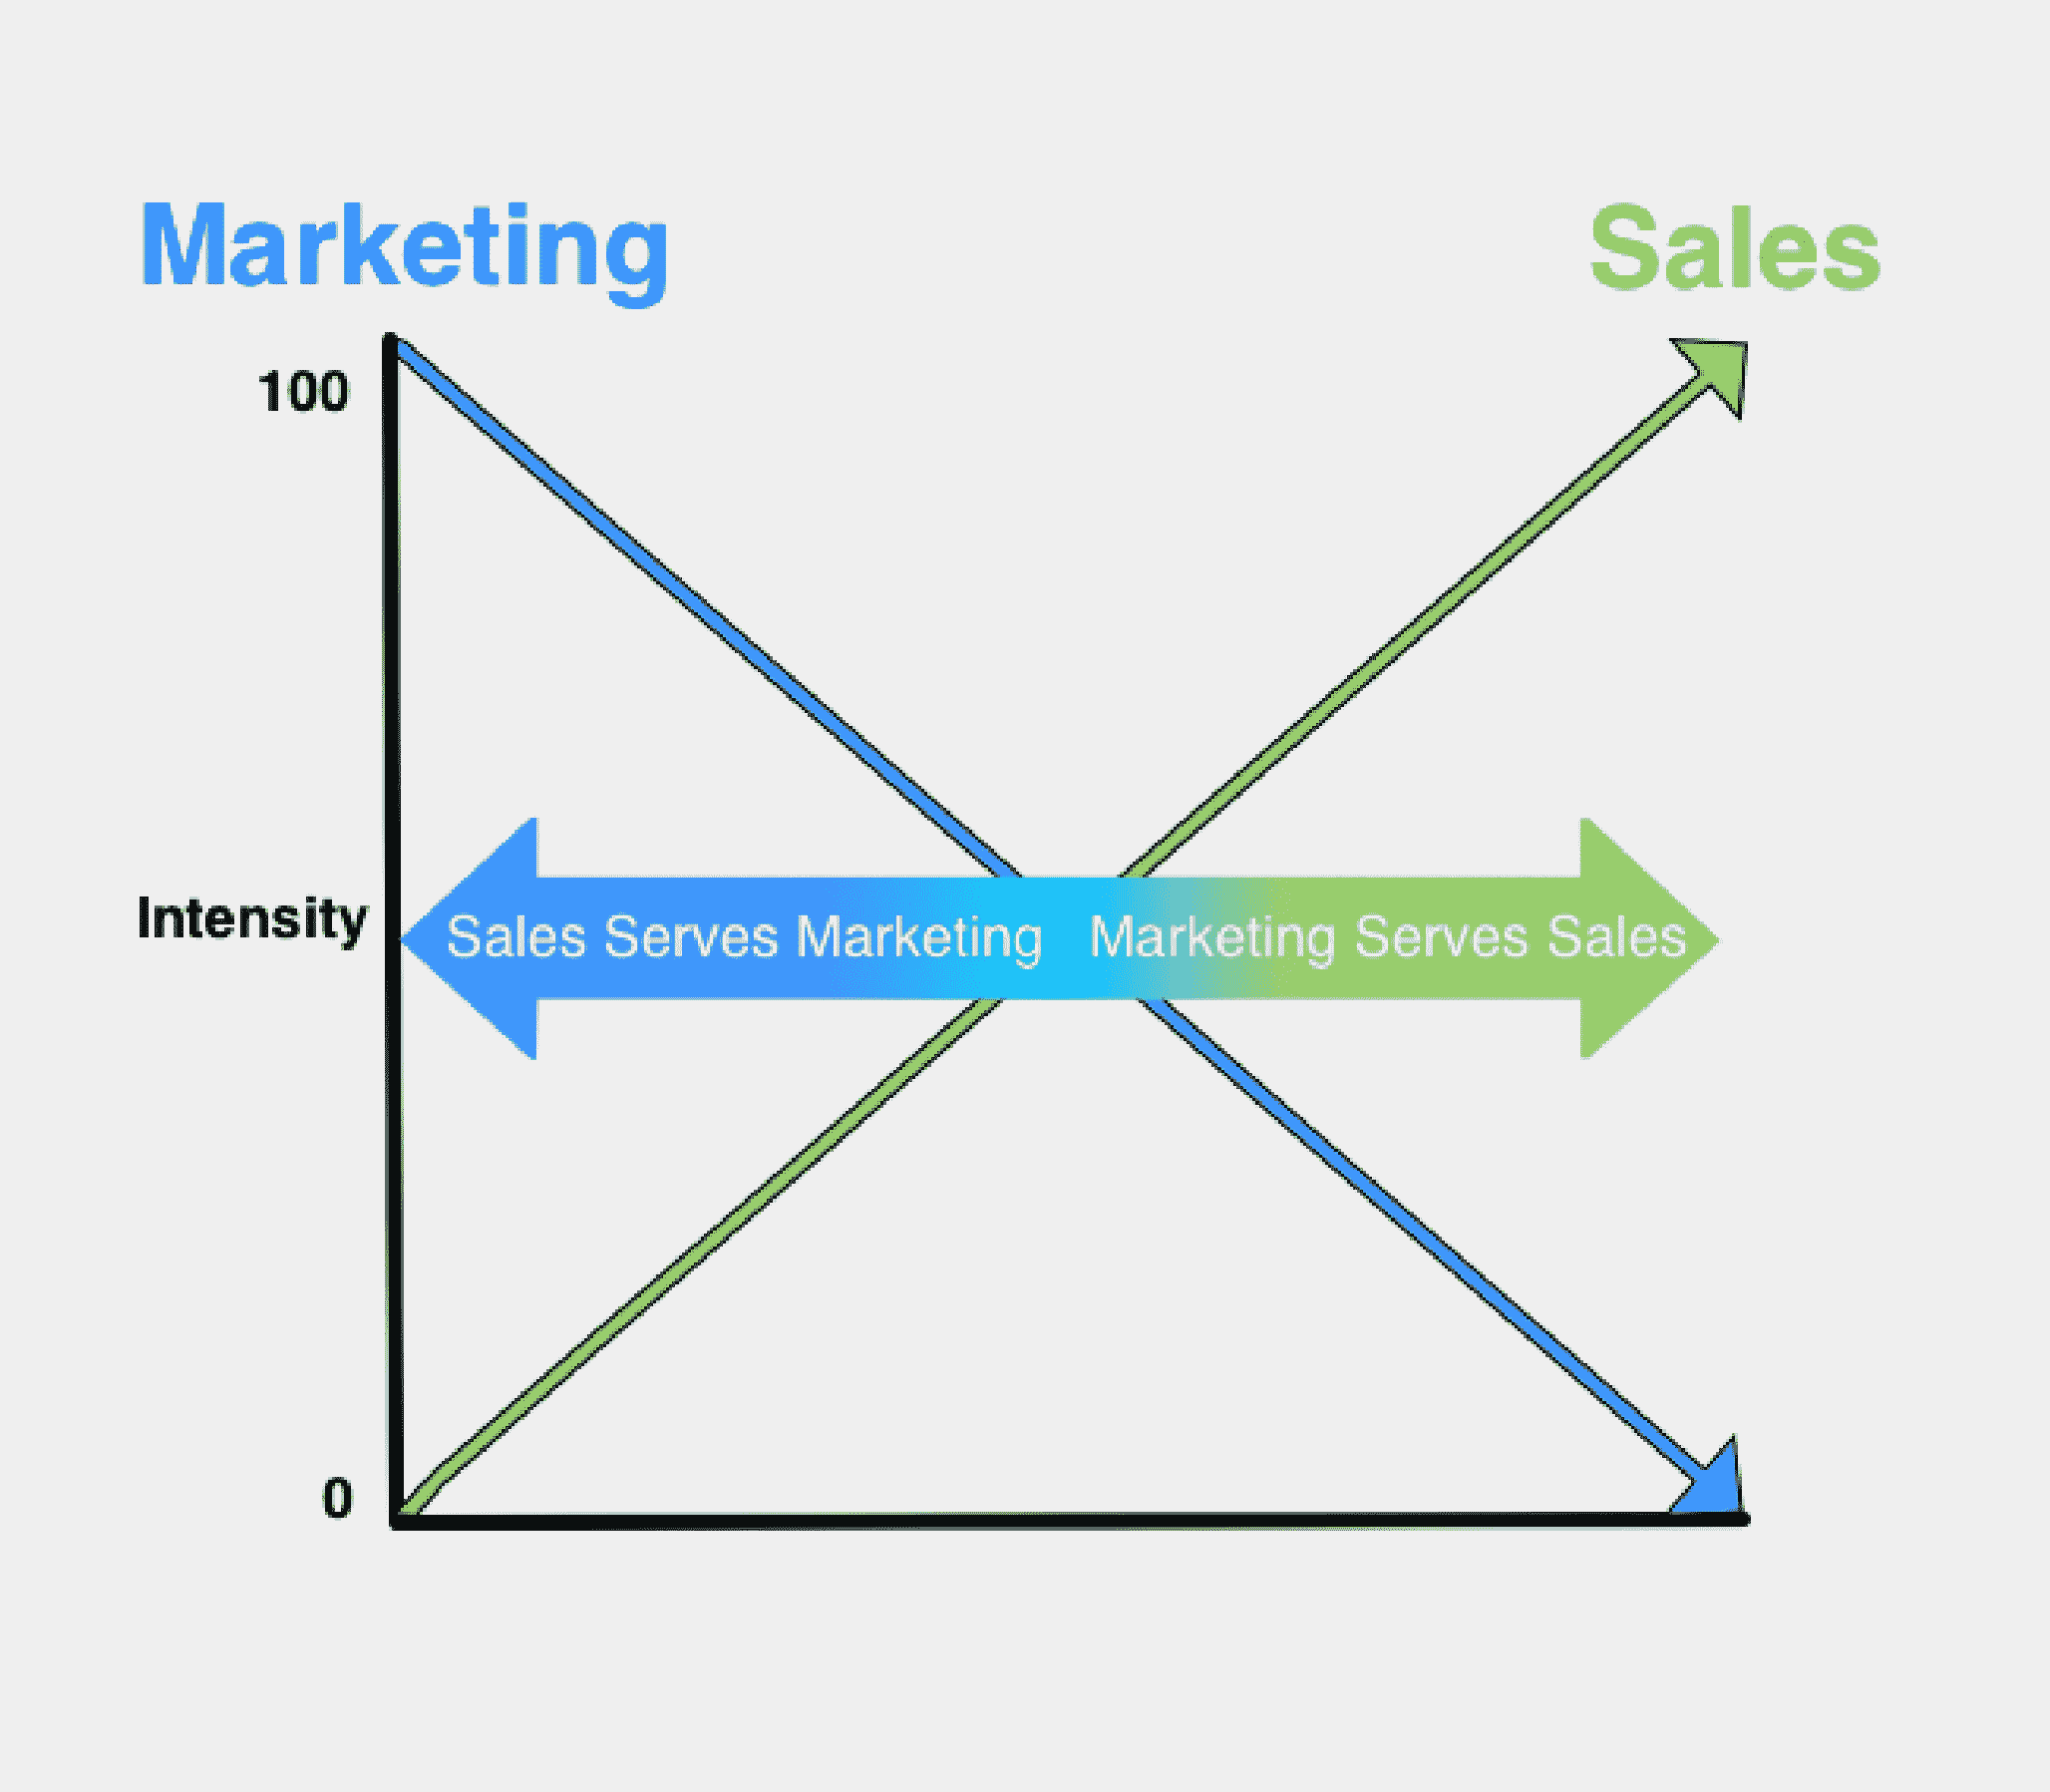 Marketing
Sales
100
Intensity
Sales Serves Marketing
Marketing Serves Sales
0